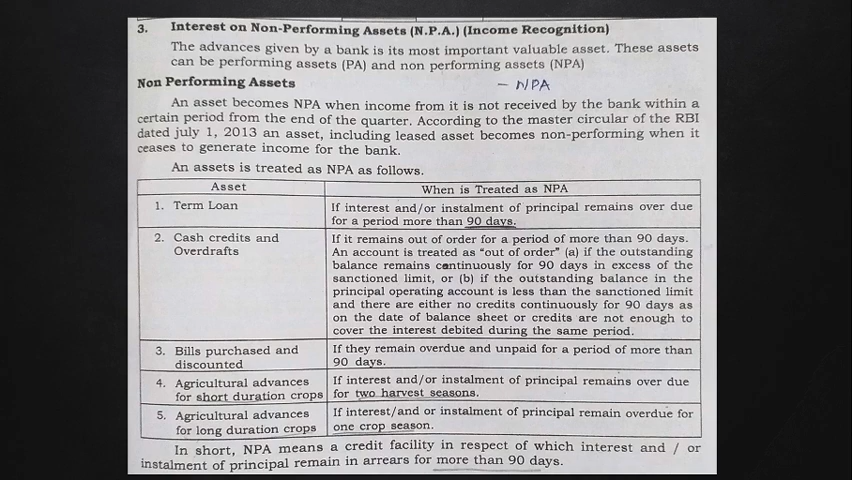 3. Interest on Non-Performing Assets (N.P.A.) (Income Recognition)
The advances given by a bank is its most important valuable asset. These assets
can be performing assets (PA) and non performing assets (NPA)
Non Performing Assets
– NPA
An asset becomes NPA when income from it is not received by the bank within a
certain period from the end of the quarter. According to the master circular of the RBI
dated july 1, 2013 an asset, including leased asset becomes non-performing when it
ceases to generate income for the bank.
An assets is treated as NPA as follows.
Asset When is Treated as NPA
1. Term Loan
If interest and/or instalment of principal remains over due
for a period more than 90 days.
2. Cash credits and
Overdrafts
If it remains out of order for a period of more than 90 days.
An account is treated as "out of order" (a) if the outstanding
balance remains continuously for 90 days in excess of the
sanctioned limit, or (b) if the outstanding balance in the
principal operating account is less than the sanctioned limit
and there are either no credits continuously for 90 days as
on the date of balance sheet or credits are not enough to
cover the interest debited during the same period.
3. Bills purchased and
discounted
If they remain overdue and unpaid for a period of more than
90 days.
4. Agricultural advances
for short duration crops
If interest and/or instalment of principal remains over due
for two harvest seasons.
5. Agricultural advances
for long duration crops
If interest/and or instalment of principal remain overdue for
one crop season.
In short, NPA means a credit facility in respect of which interest and / or
instalment of principal remain in arrears for more than 90 days.